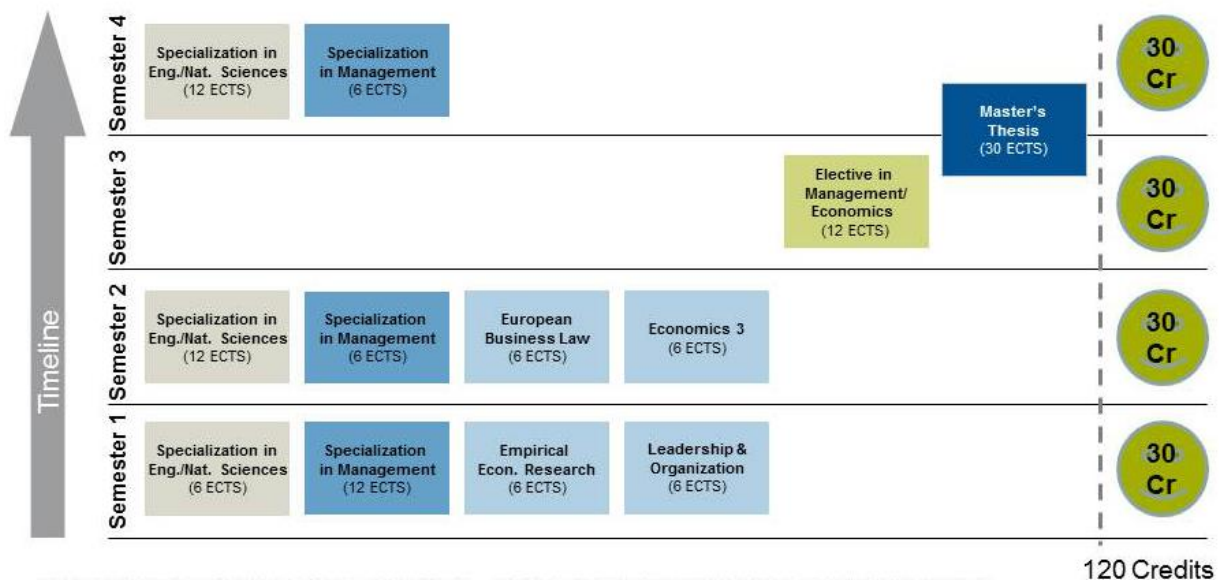 Semester 4
Specialization in
Eng./Nat. Sciences
(12 ECTS)
Specialization
in Management
(6 ECTS)
30
Cr
Master's
Thesis
(30 ECTS)
Semester 3
Elective in
Management/
Economics
(12 ECTS)
30
Cr
Semester 2
Specialization in
Eng./Nat. Sciences
(12 ECTS)
Specialization
in Management
(6 ECTS)
European
Business Law
(6 ECTS)
Economics 3
(6 ECTS)
30
Cr
Semester 1
Specialization in
Eng./Nat. Sciences
(6 ECTS)
Specialization
in Management
(12 ECTS)
Empirical
Econ. Research
(6 ECTS)
Leadership &
Organization
(6 ECTS)
30
Cr
Timeline
120 Credits